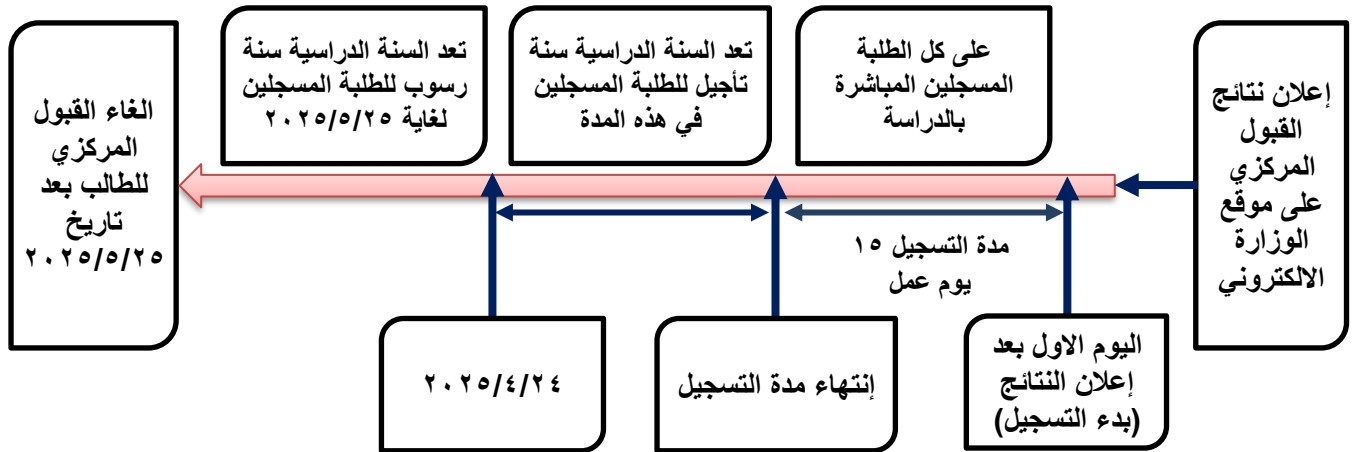 إعلان نتائج
القبول
المركزي
على موقع
الوزارة
الالكتروني
على كل الطلبة
المسجلين المباشرة
بالدراسة
تعد السنة الدراسية سنة
تأجيل للطلبة المسجلين
في هذه المدة
تعد السنة الدراسية سنة
رسوب للطلبة المسجلين
لغاية ٢٠٢٥/٥/٢٥
الغاء القبول
المركزي
للطالب بعد
تاريخ
٢٠٢٥/٥/٢٥
مدة التسجيل ١٥
يوم عمل
اليوم الاول بعد
إعلان النتائج
(بدء التسجيل)
إنتهاء مدة التسجيل
٢٠٢٥/٤/٢٤